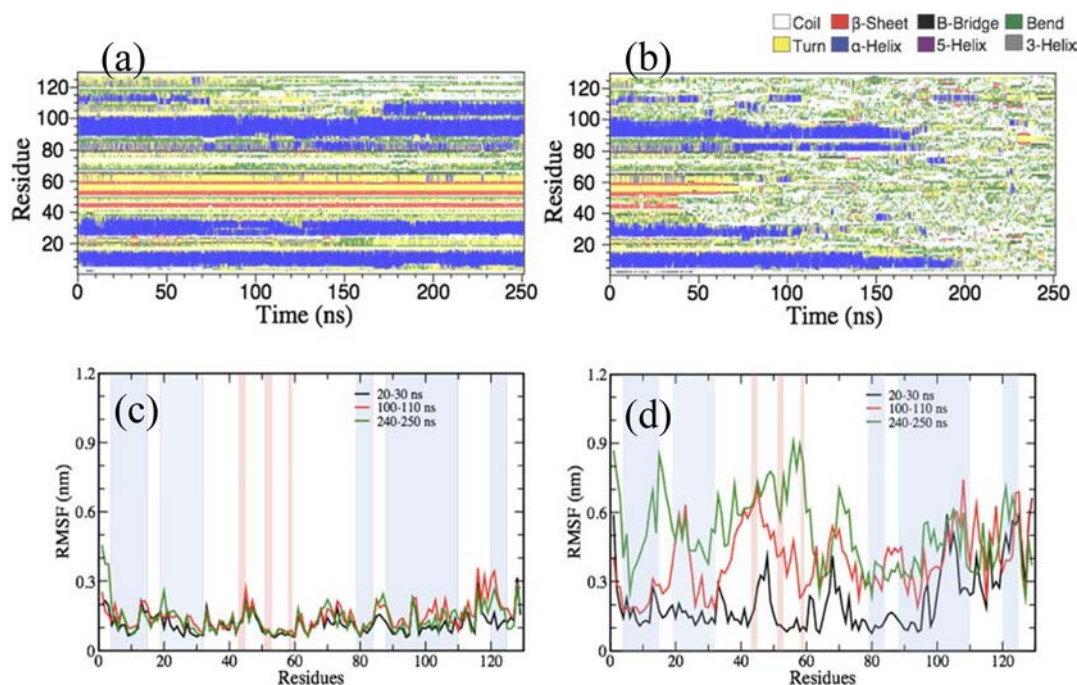 Coil β-Sheet B-Bridge Bend
Turn α-Helix 5-Helix 3-Helix
(a) (b)
Residue
120
100
80
60
40
20
0 50 100 150 200 250
Time (ns)
Residue
120
100
80
60
40
20
0 50 100 150 200 250
Time (ns)
(c)
RMSF (nm)
1.2
0.9
0.6
0.3
0
20-30 ns
100-110 ns
240-250 ns
0 20 40 60 80 100 120
Residues
(d)
RMSF (nm)
1.2
0.9
0.6
0.3
0
20-30 ns
100-110 ns
240-250 ns
0 20 40 60 80 100 120
Residues